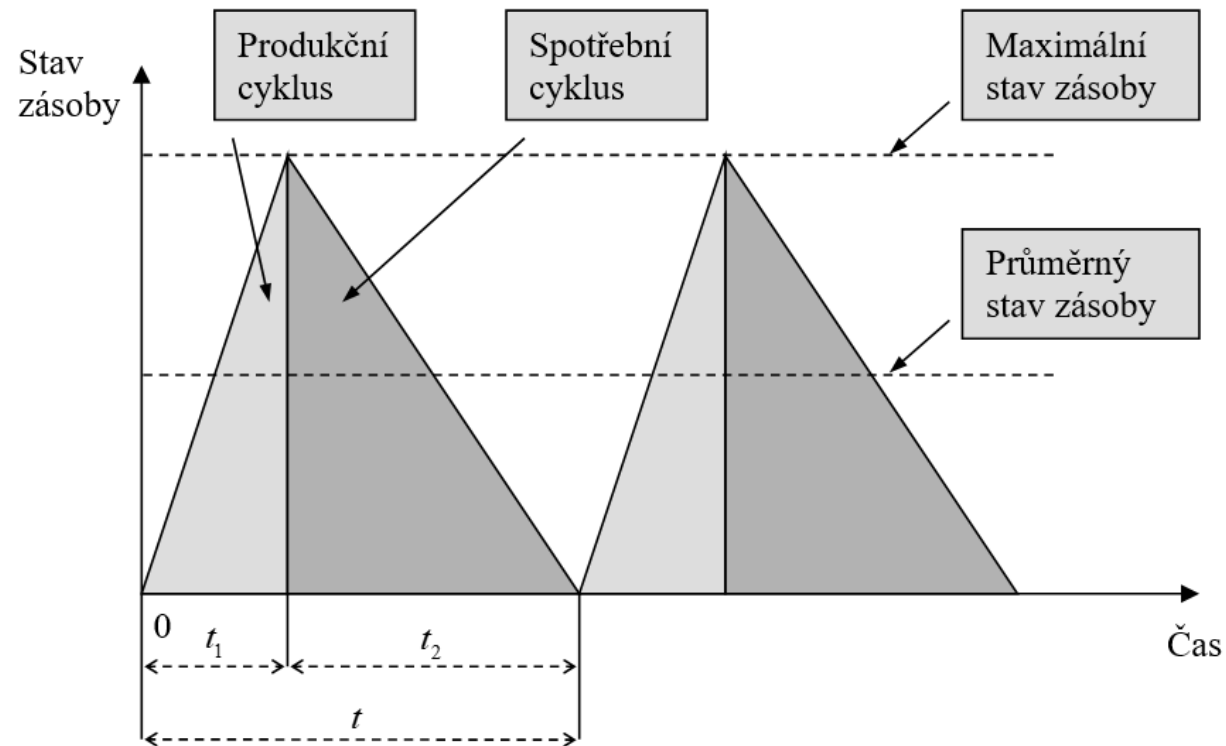 Stav
zásoby
Produkční
cyklus
Spotřební
cyklus
Maximální
stav zásoby
Průměrný
stav zásoby
0
t₁
t₂
Čas
t